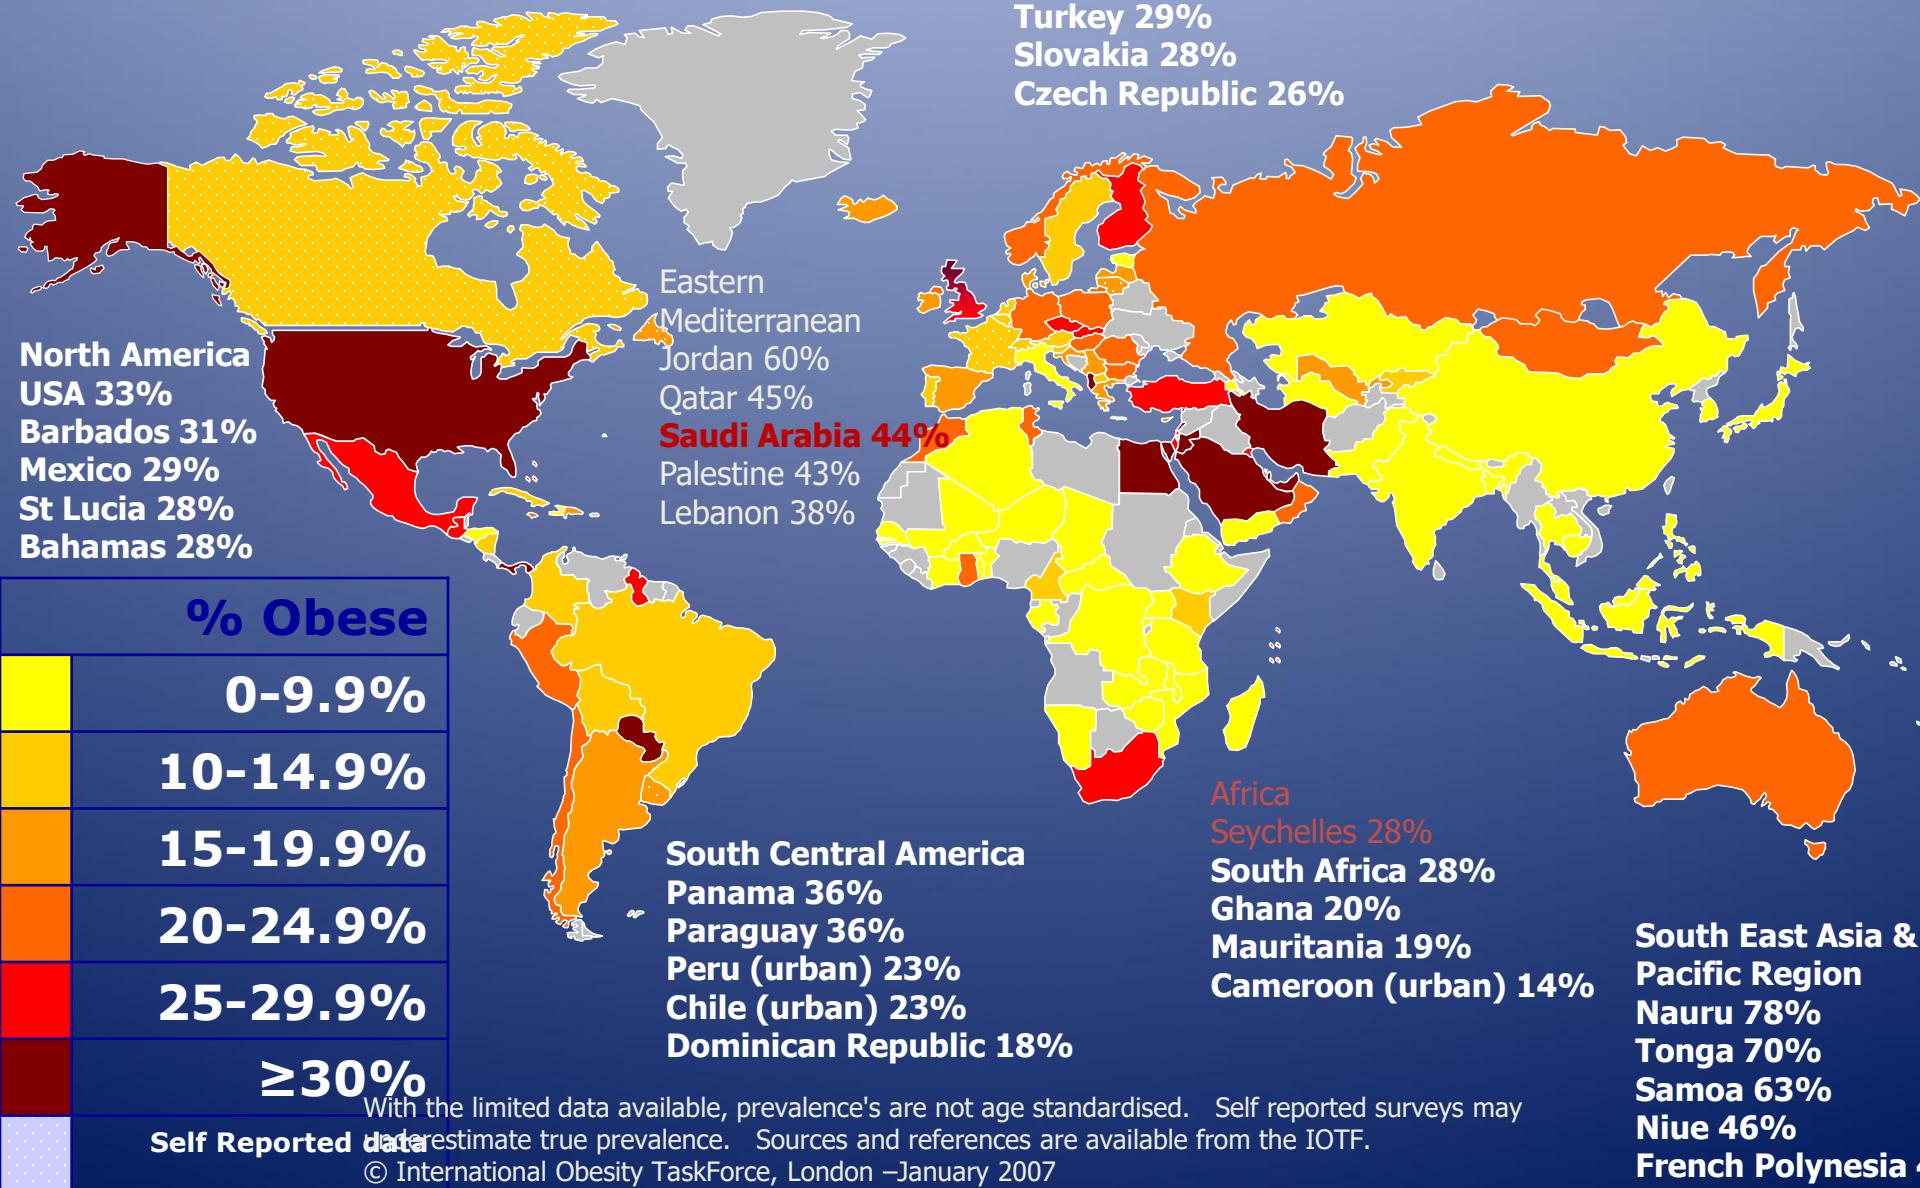 Turkey 29%
Slovakia 28%
Czech Republic 26%
Eastern
Mediterranean
Jordan 60%
Qatar 45%
Saudi Arabia 44%
Palestine 43%
Lebanon 38%
North America
USA 33%
Barbados 31%
Mexico 29%
St Lucia 28%
Bahamas 28%
% Obese
0-9.9%
10-14.9%
15-19.9%
20-24.9%
25-29.9%
≥30%
Self Reported data
South Central America
Panama 36%
Paraguay 36%
Peru (urban) 23%
Chile (urban) 23%
Dominican Republic 18%
Africa
Seychelles 28%
South Africa 28%
Ghana 20%
Mauritania 19%
Cameroon (urban) 14%
South East Asia &
Pacific Region
Nauru 78%
Tonga 70%
Samoa 63%
Niue 46%
French Polynesia
With the limited data available, prevalence's are not age standardised. Self reported surveys may
underestimate true prevalence. Sources and references are available from the IOTF.
© International Obesity TaskForce, London –January 2007